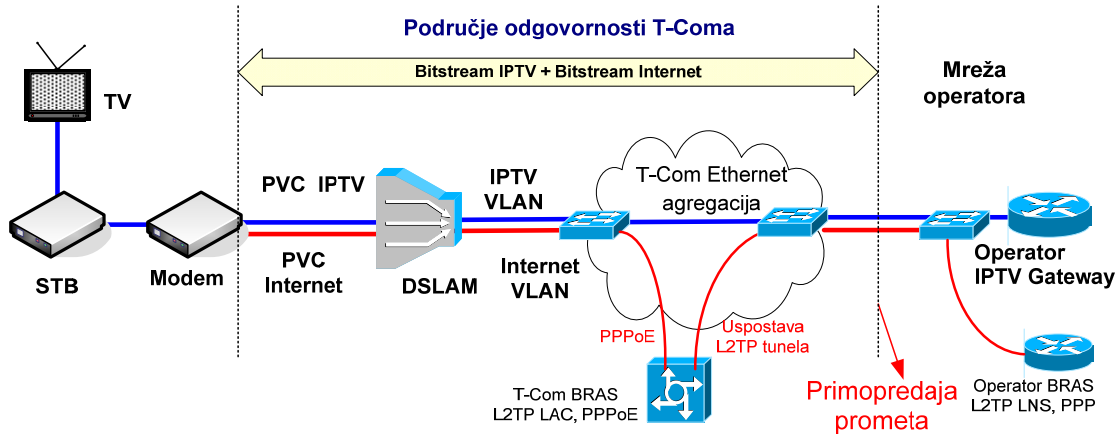 Područje odgovornosti T-Coma
Bitstream IPTV + Bitstream Internet
Mreža
operatora
TV
PVC IPTV
IPTV
VLAN
T-Com Ethernet
agregacija
STB
Modem
PVC
Internet
DSLAM
Internet
VLAN
Operator
IPTV Gateway
PPPoE
Uspostava
L2TP tunela
T-Com BRAS
L2TP LAC, PPPoE
Primopredaja
prometa
Operator BRAS
L2TP LNS, PPP